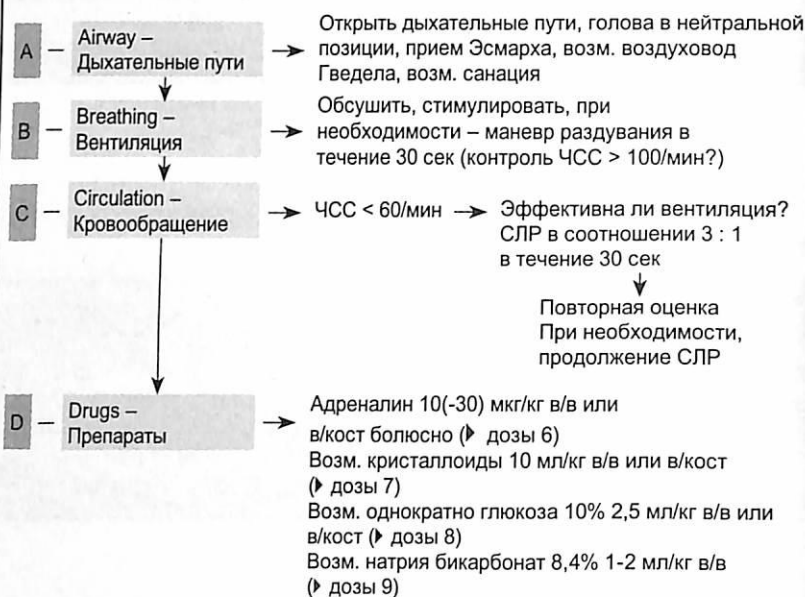 A – Airway –
Дыхательные пути
Открыть дыхательные пути, голова в нейтральной
позиции, прием Эсмарха, возм. воздуховод
Гведела, возм. санация
B – Breathing –
Вентиляция
Обсушить, стимулировать, при
необходимости – маневр раздувания в
течение 30 сек (контроль ЧСС > 100/мин?)
C – Circulation –
Кровообращение
ЧСС < 60/мин
Эффективна ли вентиляция?
СЛР в соотношении 3 : 1
в течение 30 сек
Повторная оценка
При необходимости,
продолжение СЛР
D – Drugs –
Препараты
Адреналин 10(-30) мкг/кг в/в или
в/кост болюсно (▶ дозы 6)
Возм. кристаллоиды 10 мл/кг в/в или в/кост
(▶ дозы 7)
Возм. однократно глюкоза 10% 2,5 мл/кг в/в или
в/кост (▶ дозы 8)
Возм. натрия бикарбонат 8,4% 1-2 мл/кг в/в
(▶ дозы 9)